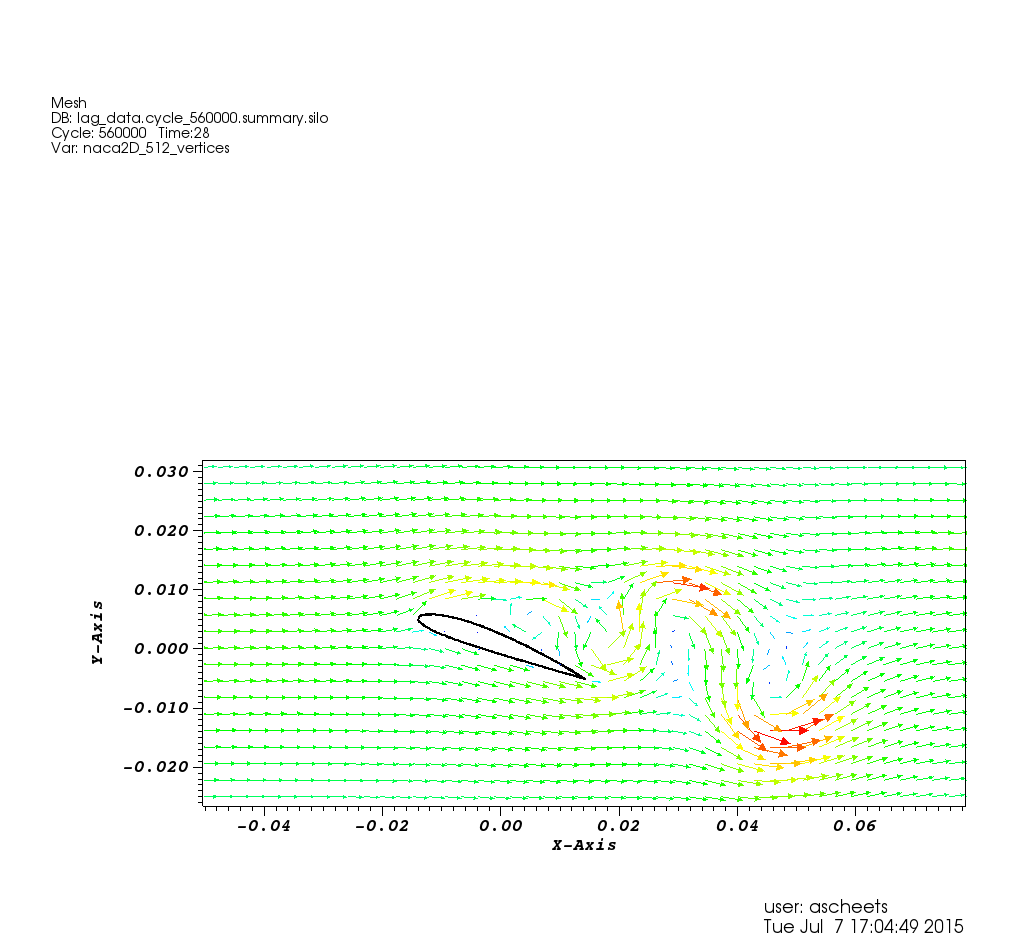 Mesh
DB: lag_data.cycle_560000.summary.silo
Cycle: 560000 Time:28
Var: naca2D_512_vertices
0.030
0.020
0.010
0.000
-0.010
-0.020
Y-Axis
-0.04 -0.02 0.00 0.02 0.04 0.06
X-Axis
user: ascheets
Tue Jul 7 17:04:49 2015